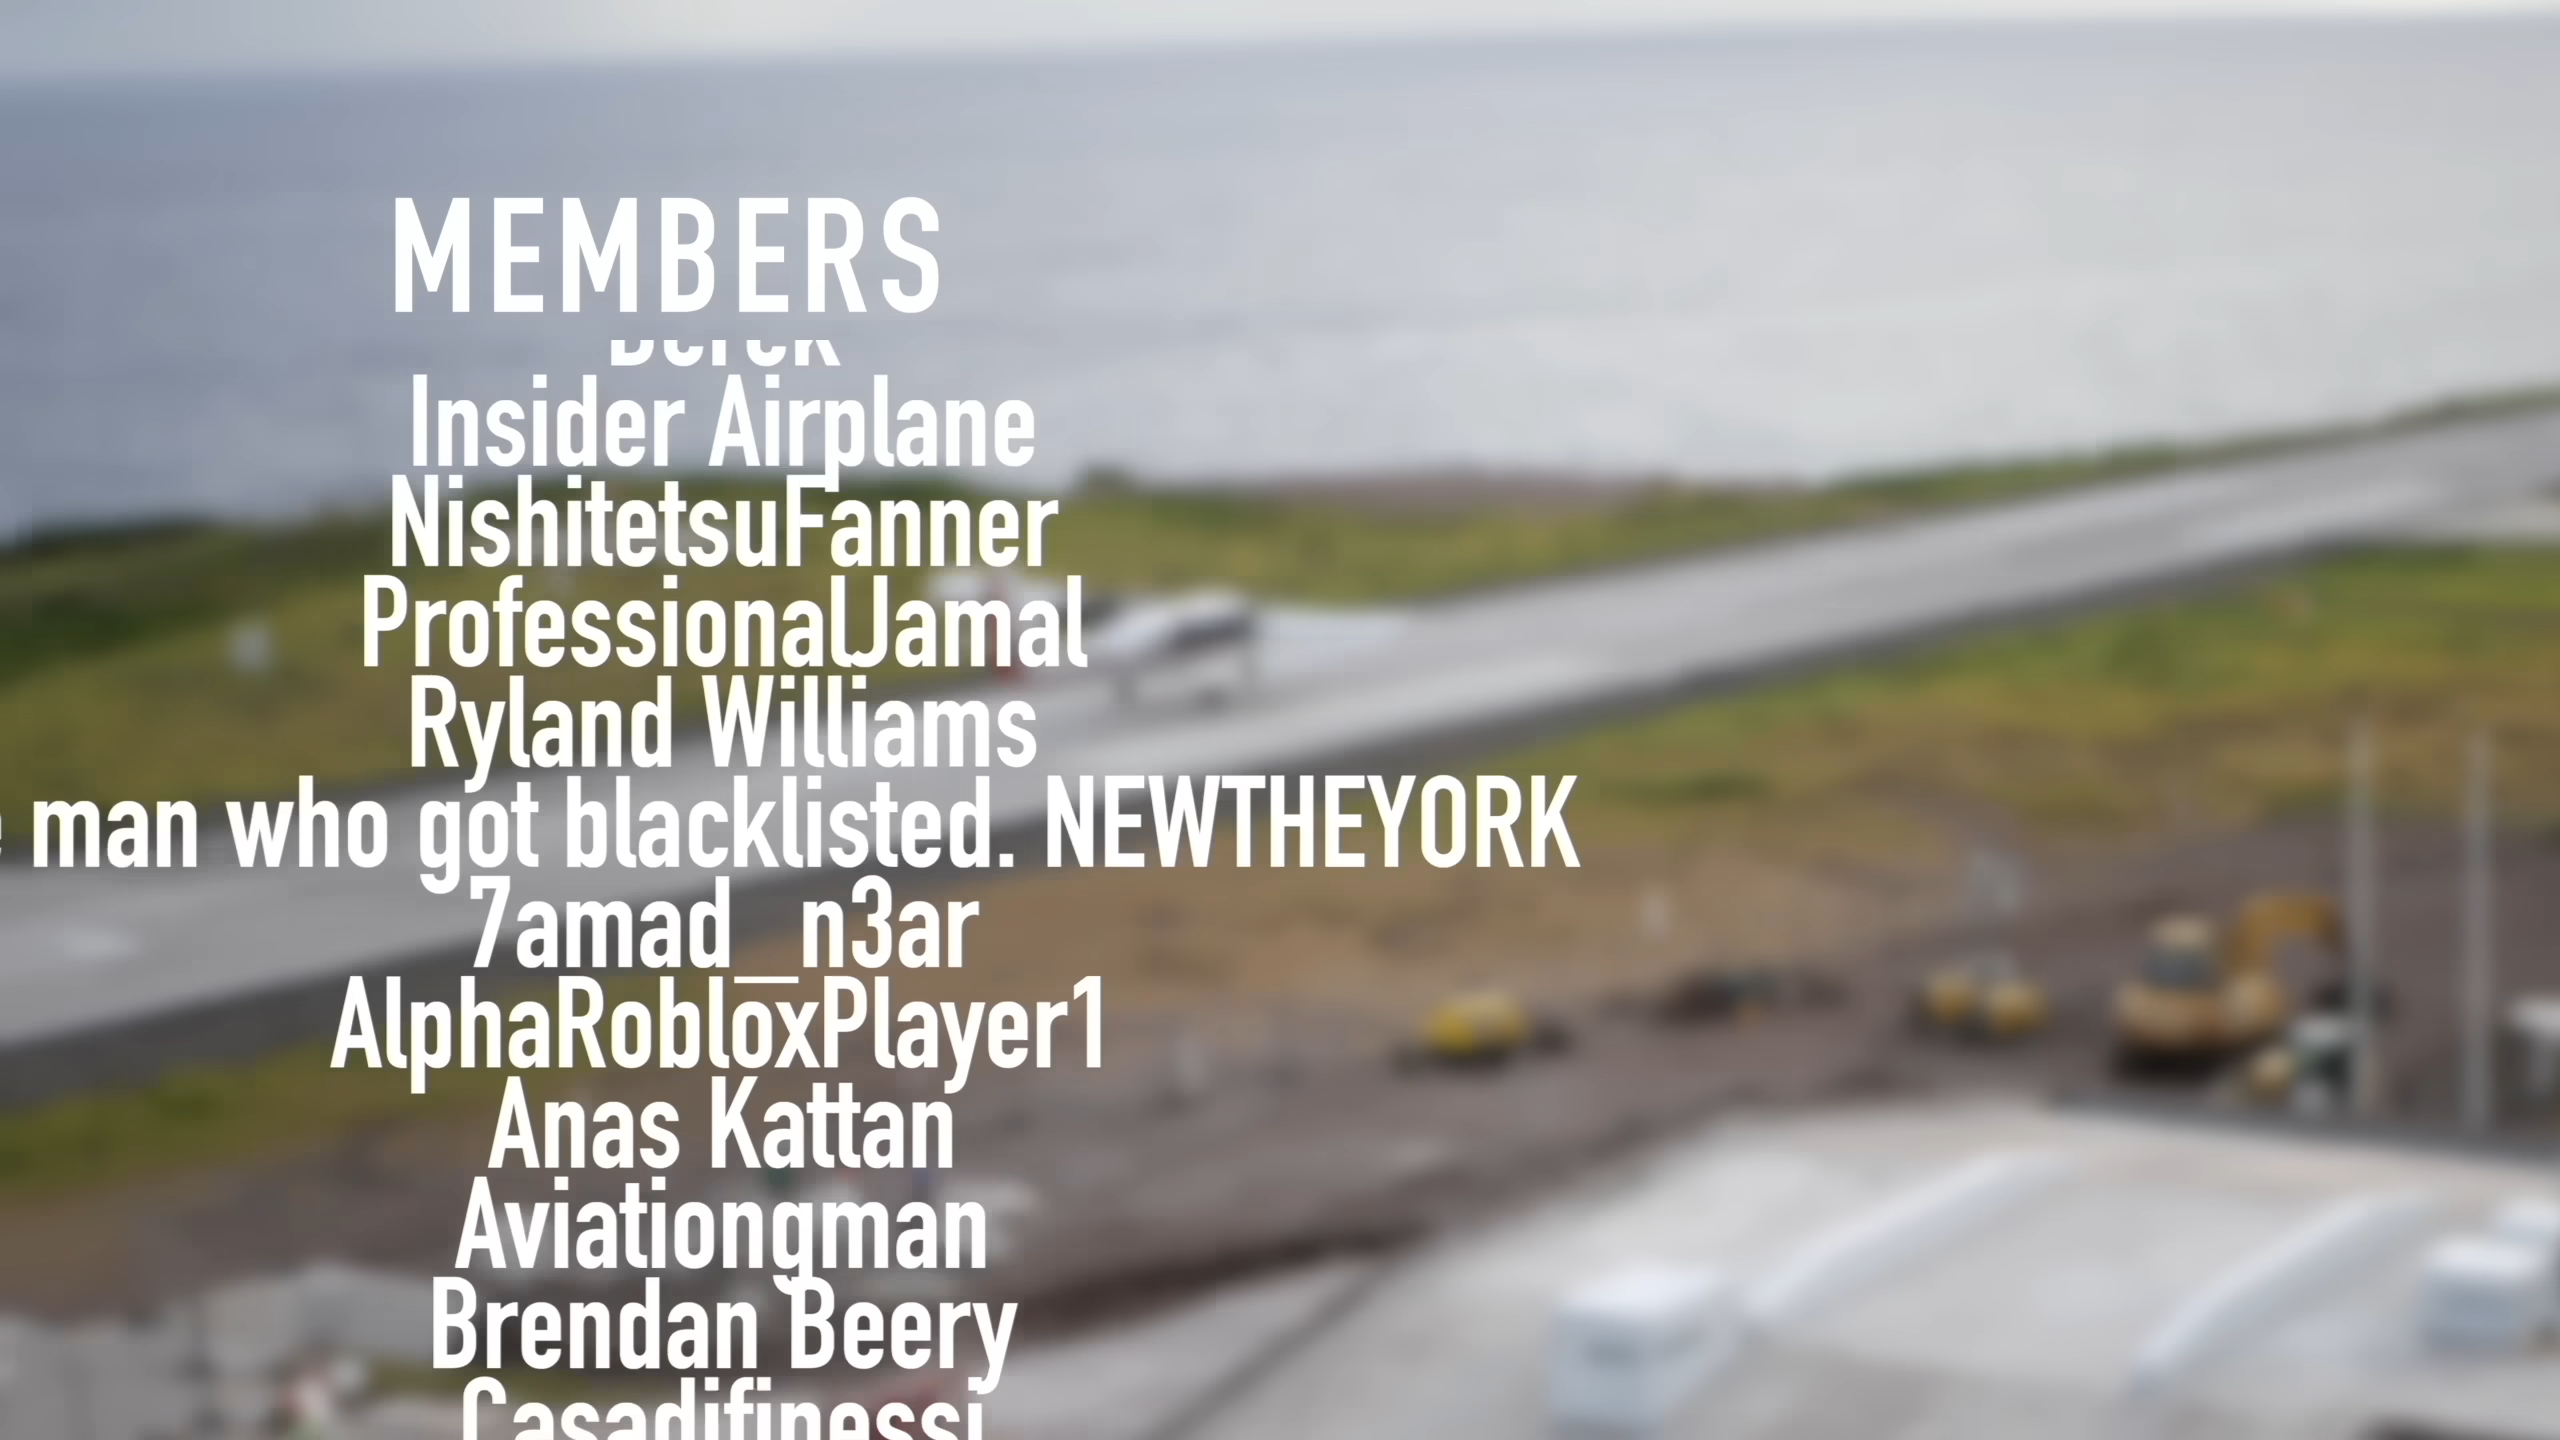 MEMBERS
Insider Airplane
NishitetsuFanner
ProfessionalJamal
Ryland Williams
man who got blacklisted. NEWTHEYORK
7amad_n3ar
AlphaRobloxPlayer1
Anas Kattan
Aviationgman
Brendan Beery
Casadifinessi